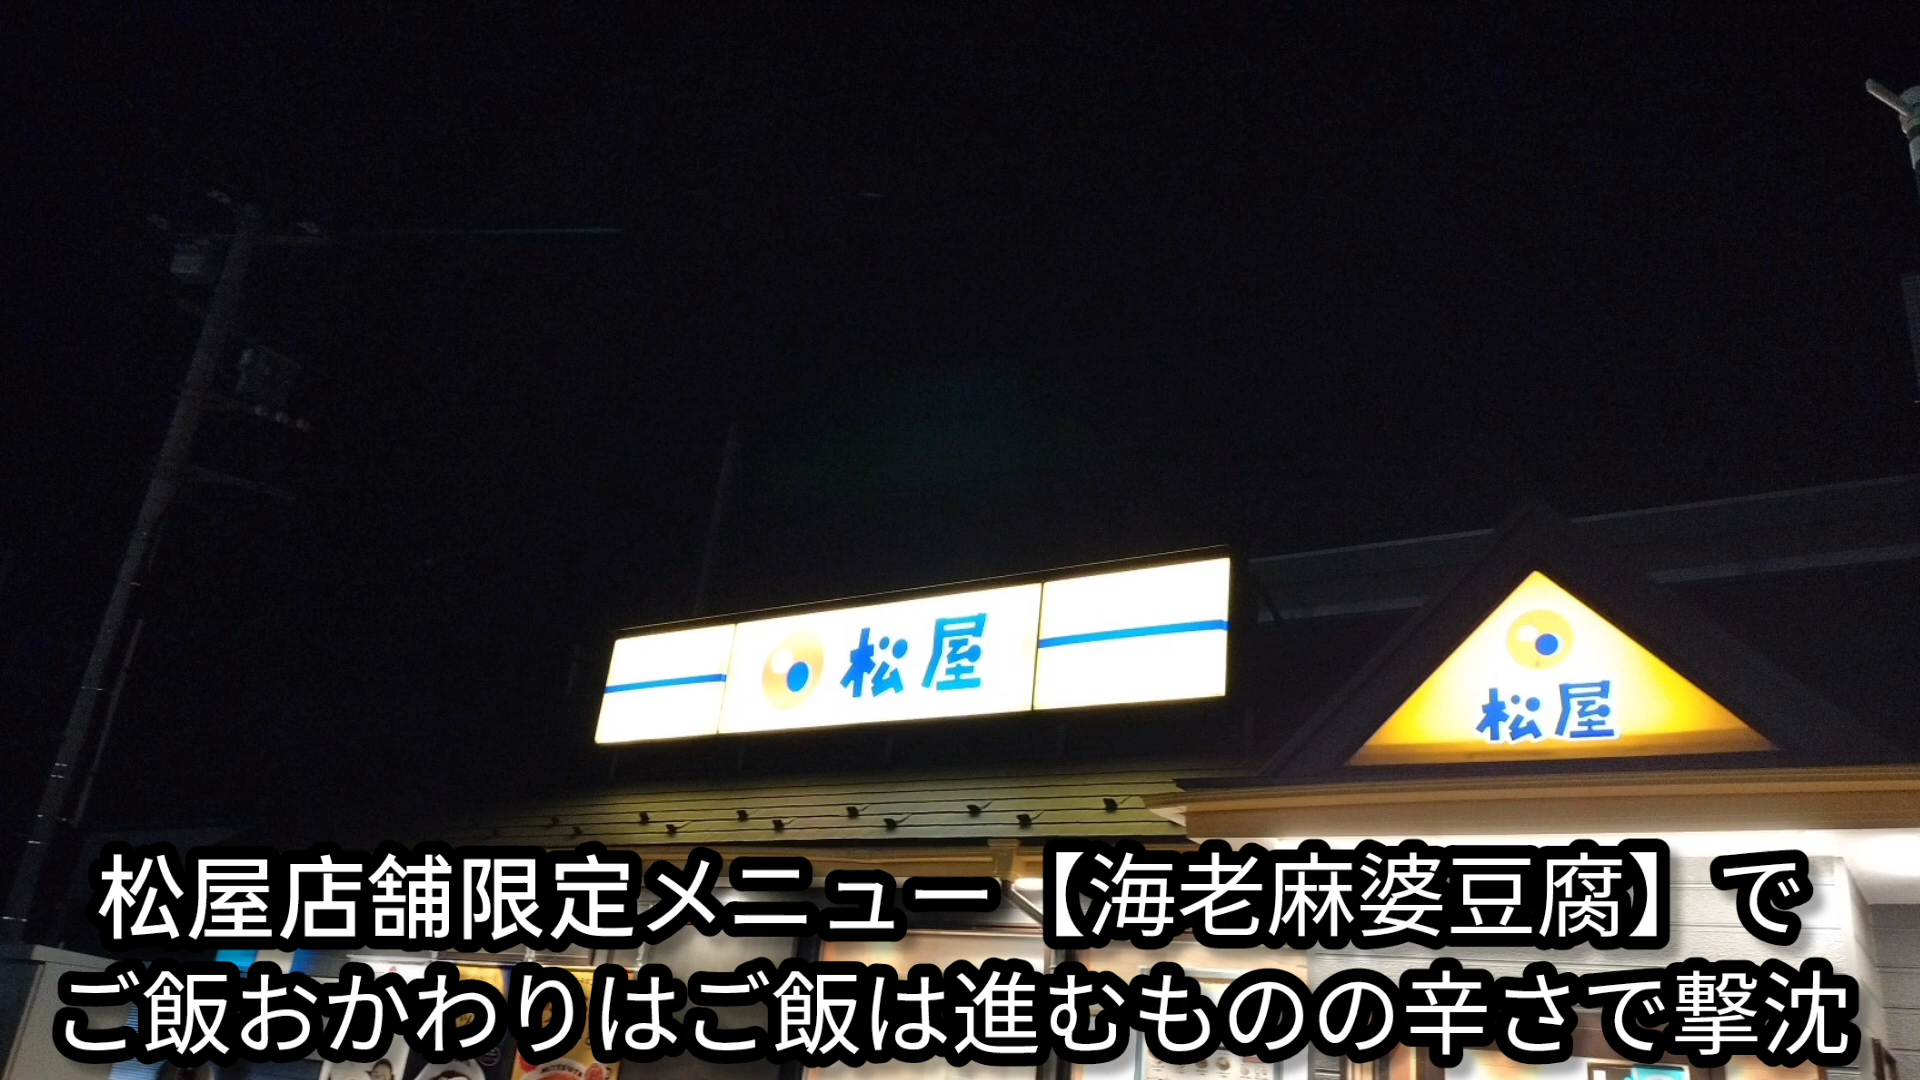 松屋
松屋
松屋店舗限定メニュー【海老麻婆豆腐】で
ご飯おかわりはご飯は進むものの辛さで撃沈